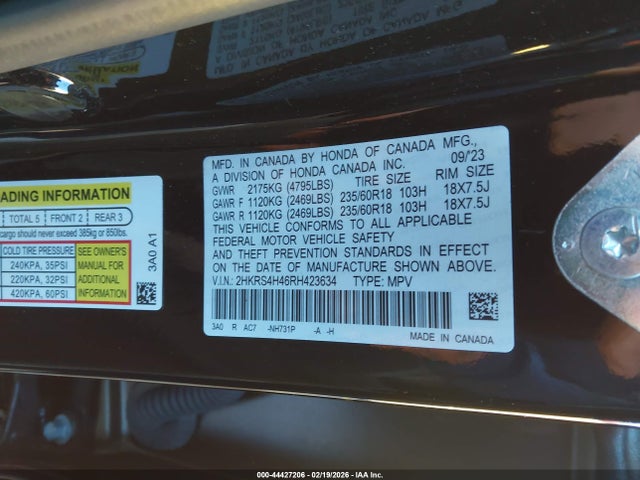 MFD. IN CANADA BY HONDA OF CANADA MFG.,
A DIVISION OF HONDA CANADA INC. 09/23
GVWR 2175KG (4795LBS) TIRE SIZE RIM SIZE
GAWR F 1120KG (2469LBS) 235/60R18 103H 18X7.5J
GAWR R 1120KG (2469LBS) 235/60R18 103H 18X7.5J
THIS VEHICLE CONFORMS TO ALL APPLICABLE
FEDERAL MOTOR VEHICLE SAFETY
AND THEFT PREVENTION STANDARDS IN EFFECT
ON THE DATE OF MANUFACTURE SHOWN ABOVE.
V.I.N.: 2HKRS4H46RH423634 TYPE: MPV
3A0 R AC7 -NH731P -A -H
MADE IN CANADA
ADING INFORMATION
TOTAL 5 FRONT 2 REAR 3
cargo should never exceed 385kg or 850lbs.
COLD TIRE PRESSURE
240KPA, 35PSI
220KPA, 32PSI
420KPA, 60PSI
SEE OWNER'S
MANUAL FOR
ADDITIONAL
INFORMATION
3A0 A1
000-44427206 - 02/19/2026 - IAA Inc.